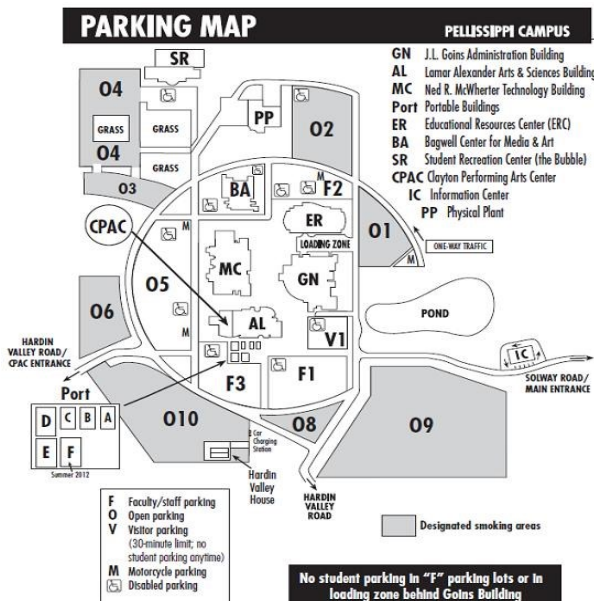 PARKING MAP
PELLISSIPPI CAMPUS
GN J.L. Goins Administration Building
AL Lamar Alexander Arts & Sciences Building
MC Ned R. McWherter Technology Building
Port Portable Buildings
ER Educational Resources Center (ERC)
BA Bagwell Center for Media & Art
SR Student Recreation Center (the Bubble)
CPAC Clayton Performing Arts Center
IC Information Center
PP Physical Plant
SR
O4
GRASS
GRASS
O4
GRASS
O3
PP
O2
BA
M
F2
ER
LOADING ZONE
O1
M
ONE-WAY TRAFFIC
CPAC
M
MC
GN
O5
O6
M
AL
V1
POND
IC
SOLWAY ROAD/
MAIN ENTRANCE
HARDIN
VALLEY ROAD/
CPAC ENTRANCE
Port
D C B A
E F
Summer 2012
F3
F1
O10
O8
O9
E Car
Charging
Station
Hardin
Valley
House
HARDIN
VALLEY
ROAD
F Faculty/staff parking
O Open parking
V Visitor parking
(30-minute limit; no
student parking anytime)
M Motorcycle parking
Disabled parking
Designated smoking areas
No student parking in "F" parking lots or in
loading zone behind Goins Building